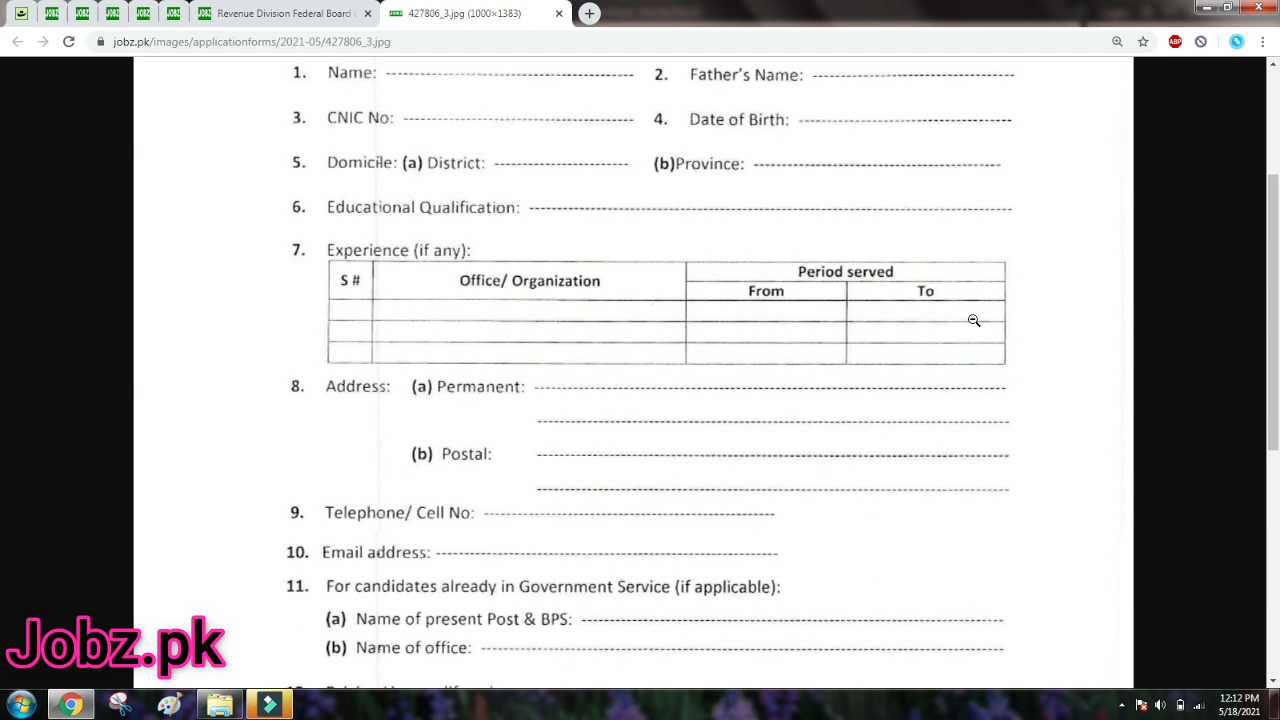 Revenue Division Federal Board
427806_3.jpg (1000×1383)
jobz.pk/images/applicationforms/2021-05/427806_3.jpg
ABP
1. Name: 2. Father's Name:
3. CNIC No: 4. Date of Birth:
5. Domicile: (a) District: (b)Province:
6. Educational Qualification:
7. Experience (if any):
S # Office/ Organization Period served
From To
8. Address: (a) Permanent:
(b) Postal:
9. Telephone/ Cell No:
10. Email address:
11. For candidates already in Government Service (if applicable):
(a) Name of present Post & BPS:
(b) Name of office:
Jobz.pk
12:12 PM
5/18/2021